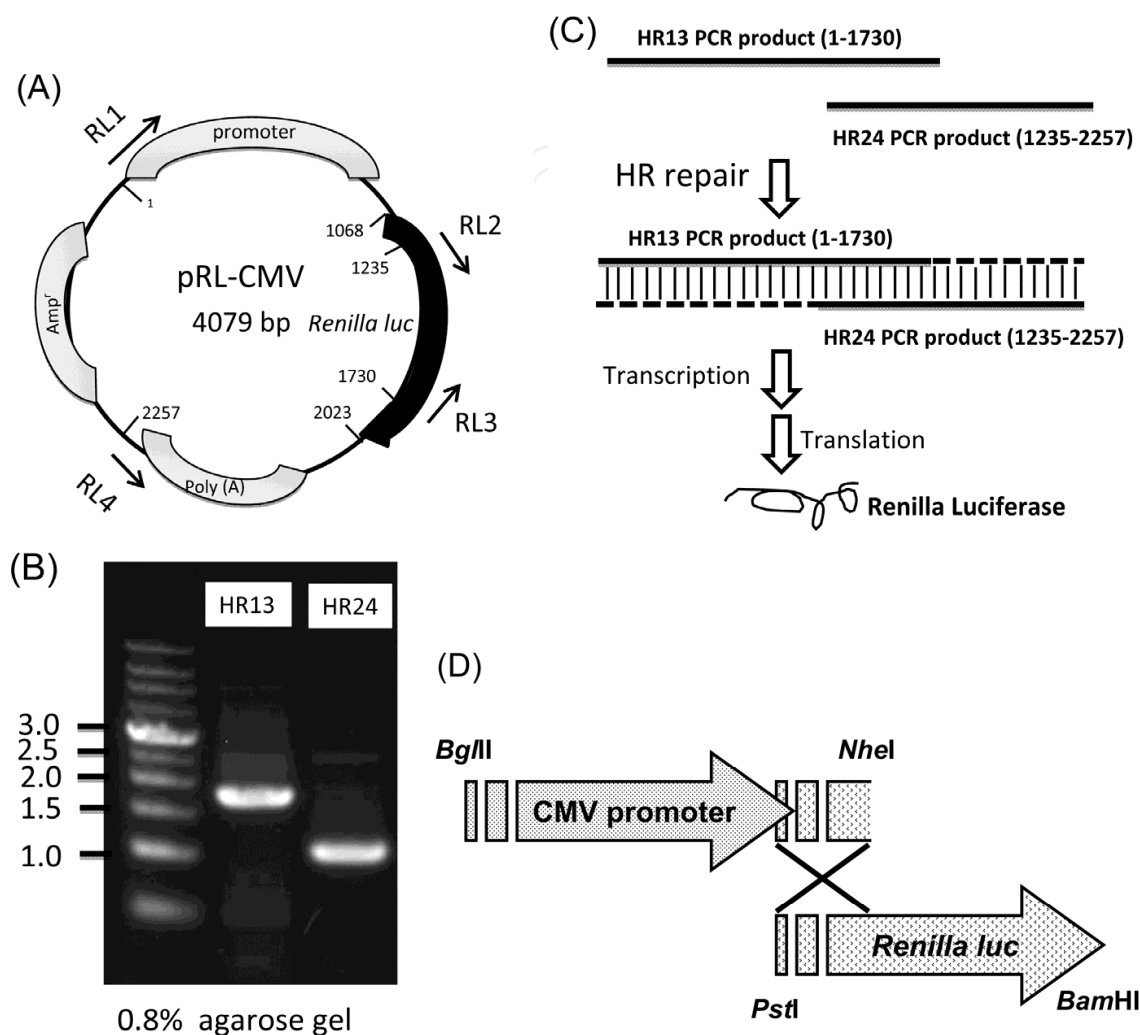 (A)
RL1
promoter
1
1068
RL2
1235
pRL-CMV
4079 bp
Renilla luc
Ampr
1730
2023
RL3
2257
RL4
Poly (A)
(B)
HR13
HR24
3.0
2.5
2.0
1.5
1.0
0.8% agarose gel
(C)
HR13 PCR product (1-1730)
HR24 PCR product (1235-2257)
HR repair
HR13 PCR product (1-1730)
HR24 PCR product (1235-2257)
Transcription
Translation
Renilla Luciferase
(D)
BglII
NheI
CMV promoter
Renilla luc
PstI
BamHI